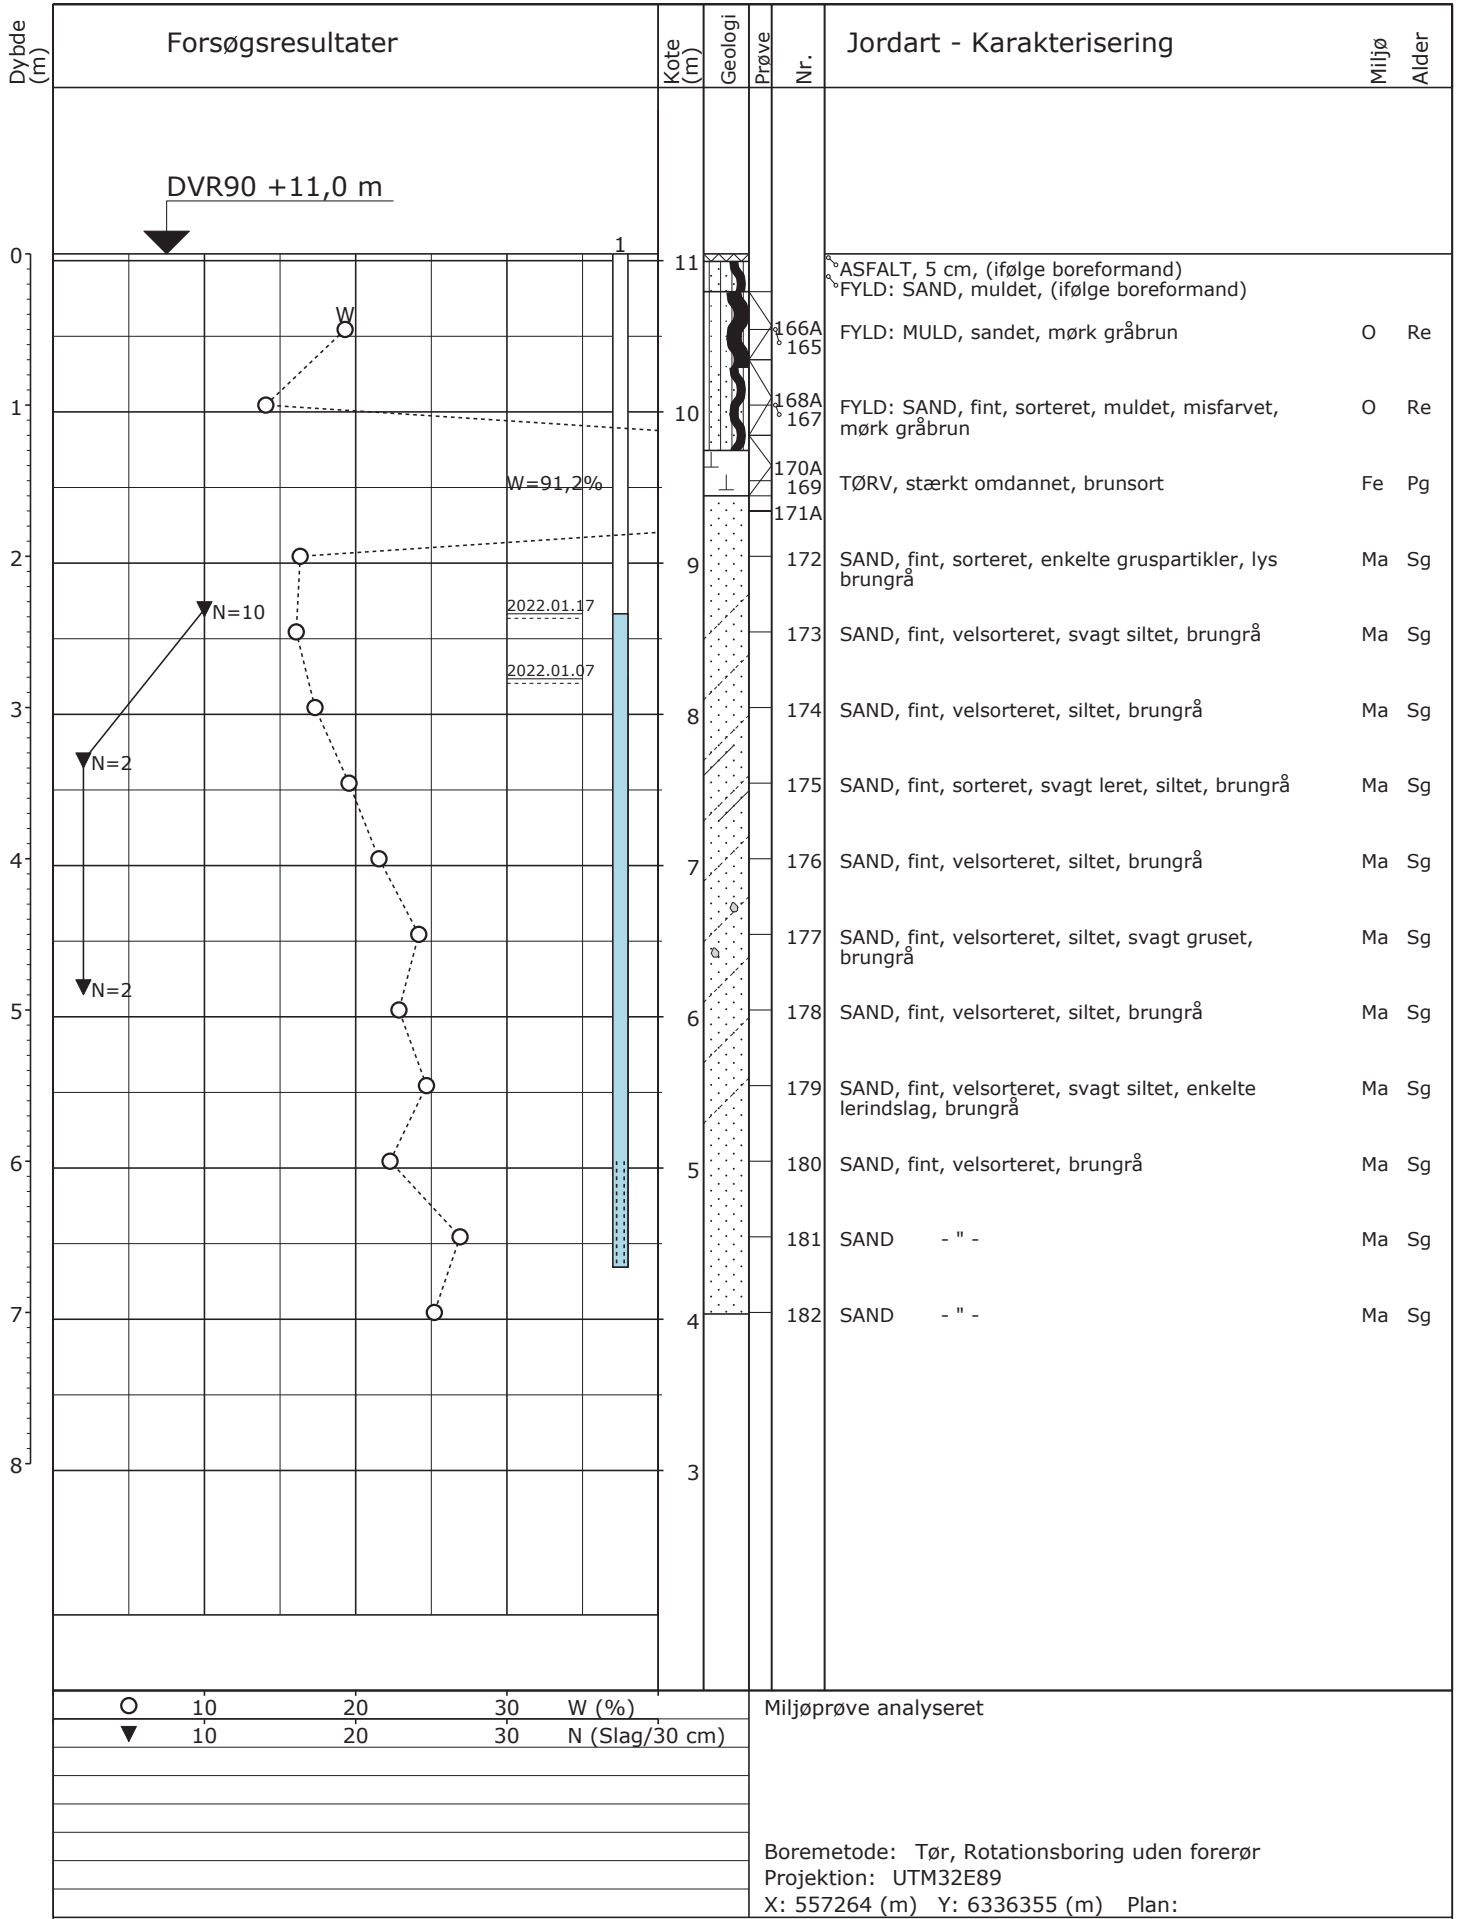 Dybde (m)
Forsøgsresultater
Kote (m)
Geologi
Prøve
Nr.
Jordart - Karakterisering
Miljø
Alder
DVR90 +11,0 m
1
0
11
ASFALT, 5 cm, (ifølge boreformand)
FYLD: SAND, muldet, (ifølge boreformand)
W
166A
165
FYLD: MULD, sandet, mørk gråbrun
O Re
1
10
168A
167
FYLD: SAND, fint, sorteret, muldet, misfarvet,
mørk gråbrun
O Re
W=91,2%
170A
169
TØRV, stærkt omdannet, brunsort
Fe Pg
171A
2
9
172
SAND, fint, sorteret, enkelte gruspartikler, lys
brungrå
Ma Sg
N=10
2022.01.17
173
SAND, fint, velsorteret, svagt siltet, brungrå
Ma Sg
2022.01.07
3
8
174
SAND, fint, velsorteret, siltet, brungrå
Ma Sg
N=2
175
SAND, fint, sorteret, svagt leret, siltet, brungrå
Ma Sg
4
7
176
SAND, fint, velsorteret, siltet, brungrå
Ma Sg
177
SAND, fint, velsorteret, siltet, svagt gruset,
brungrå
Ma Sg
N=2
5
6
178
SAND, fint, velsorteret, siltet, brungrå
Ma Sg
179
SAND, fint, velsorteret, svagt siltet, enkelte
lerindslag, brungrå
Ma Sg
6
5
180
SAND, fint, velsorteret, brungrå
Ma Sg
181
SAND - " -
Ma Sg
7
4
182
SAND - " -
Ma Sg
8
3
10 20 30 W (%)
10 20 30 N (Slag/30 cm)
Miljøprøve analyseret
Boremetode: Tør, Rotationsboring uden forerør
Projektion: UTM32E89
X: 557264 (m) Y: 6336355 (m) Plan: